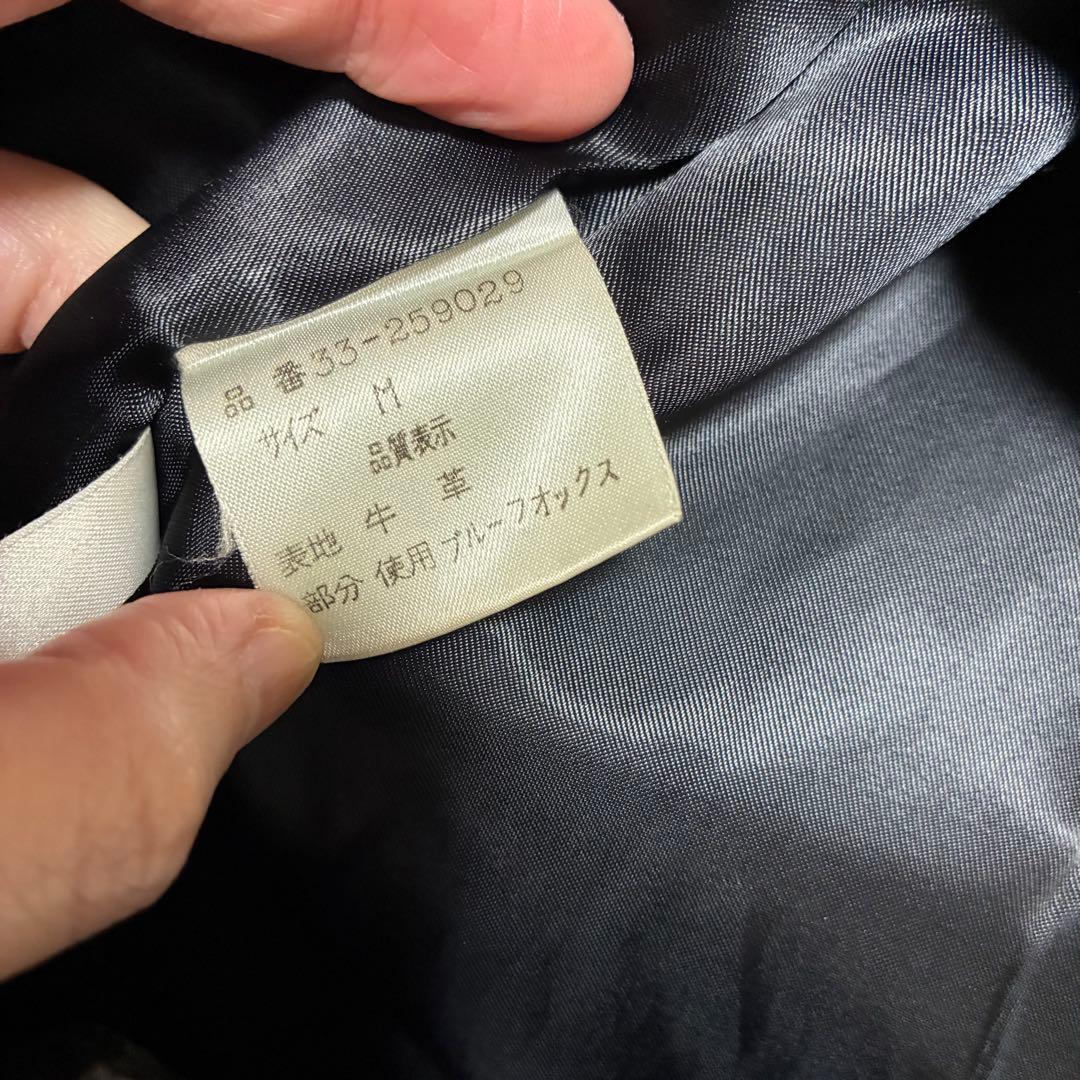 品番 33-259029
サイズ M
品質表示
表地 牛革
部分使用 ブルーフオックス